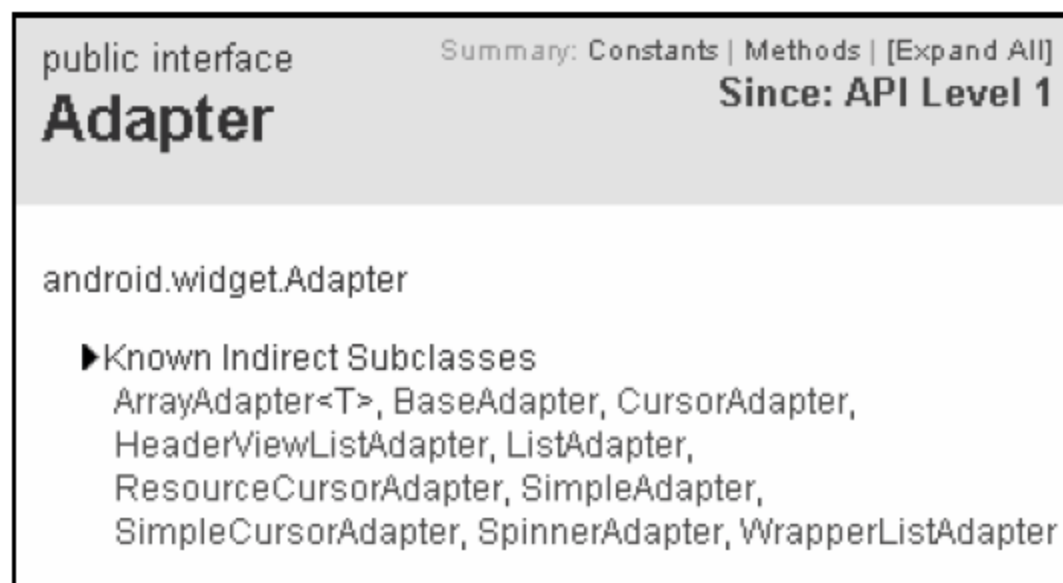 public interface
Summary: Constants | Methods | [Expand All]
Adapter
Since: API Level 1
android.widget.Adapter
Known Indirect Subclasses
ArrayAdapter<T>, BaseAdapter, CursorAdapter,
HeaderViewListAdapter, ListAdapter,
ResourceCursorAdapter, SimpleAdapter,
SimpleCursorAdapter, SpinnerAdapter, WrapperListAdapter